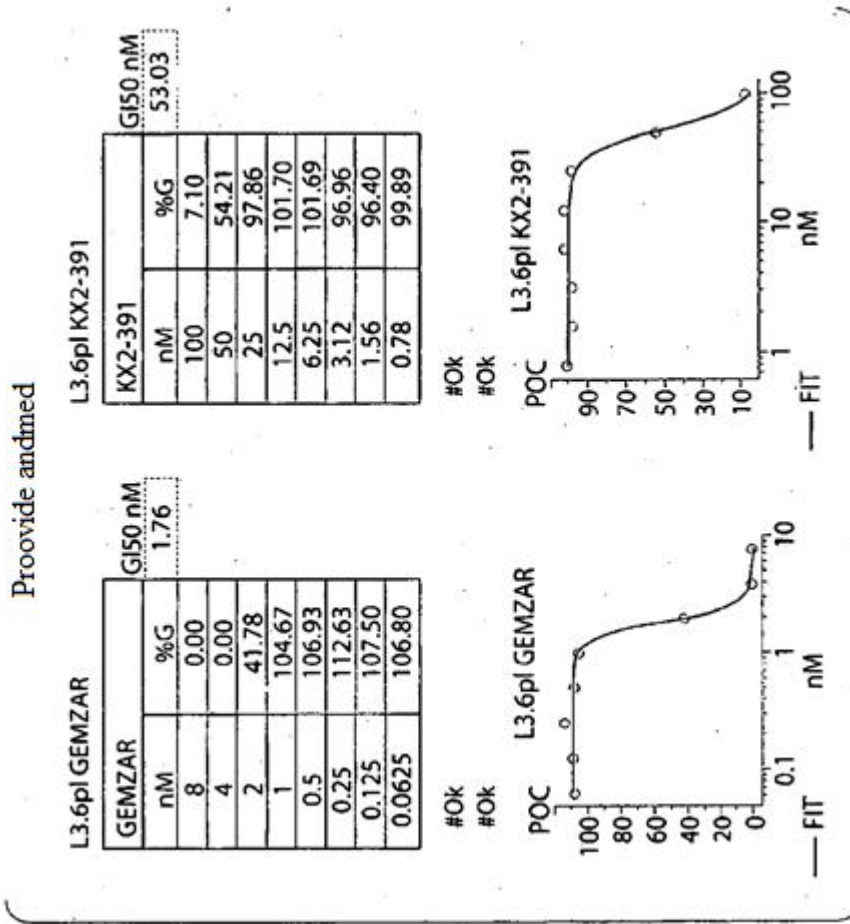 Proovide andmed
L3.6pl GEMZAR
GEMZAR GI50 nM
nM %G 1.76
8 0.00
4 0.00
2 41.78
1 104.67
0.5 106.93
0.25 112.63
0.125 107.50
0.0625 106.80
#Ok
#Ok
L3.6pl GEMZAR
POC
100
80
60
40
20
0
0.1 1 10
nM
FIT
L3.6pl KX2-391
KX2-391 GI50 nM
nM %G 53.03
100 7.10
50 54.21
25 97.86
12.5 101.70
6.25 101.69
3.12 96.96
1.56 96.40
0.78 99.89
#Ok
#Ok
L3.6pl KX2-391
POC
90
70
50
30
10
1 10 100
nM
FIT